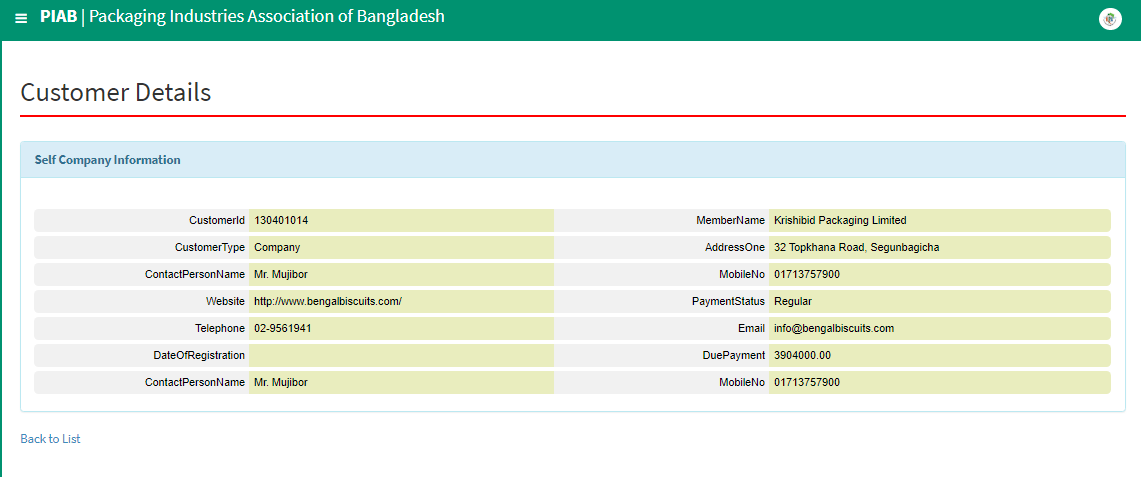 PIAB | Packaging Industries Association of Bangladesh
Customer Details
Self Company Information
CustomerId 130401014 MemberName Krishibid Packaging Limited
CustomerType Company AddressOne 32 Topkhana Road, Segunbagicha
ContactPersonName Mr. Mujibor MobileNo 01713757900
Website http://www.bengalbiscuits.com/ PaymentStatus Regular
Telephone 02-9561941 Email info@bengalbiscuits.com
DateOfRegistration DuePayment 3904000.00
ContactPersonName Mr. Mujibor MobileNo 01713757900
Back to List